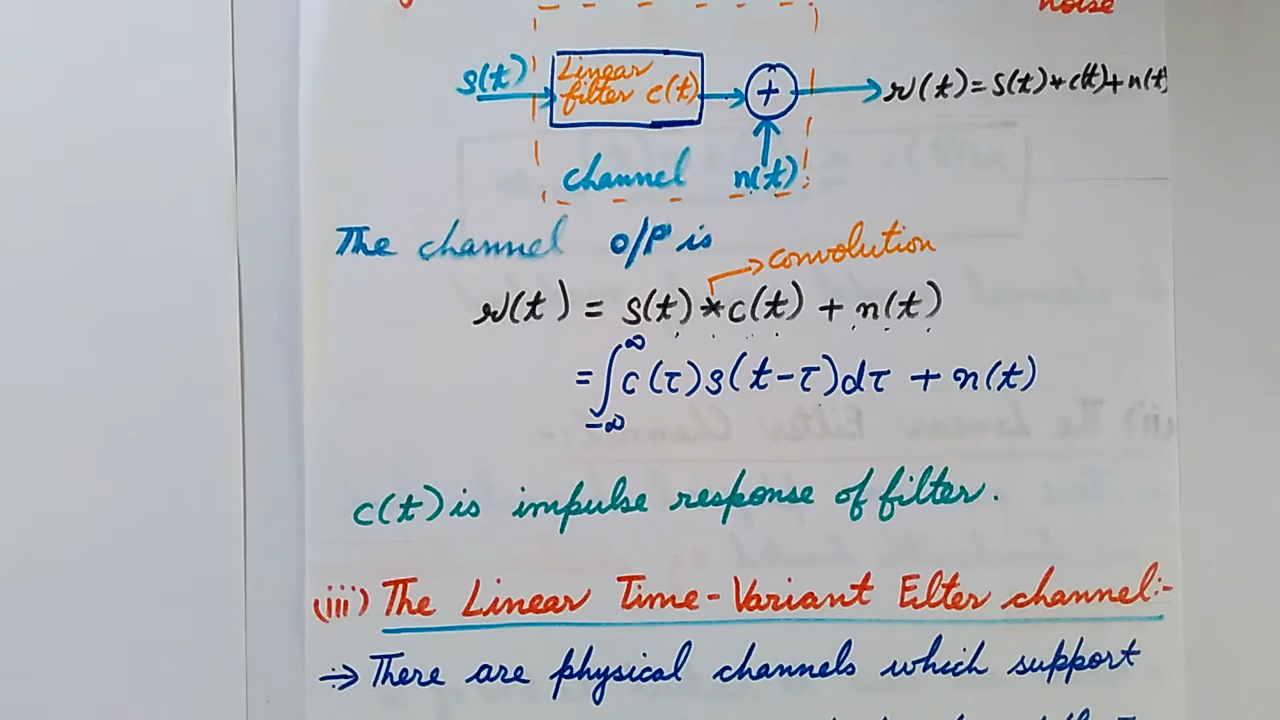 noise
s(t)
Linear
filter c(t)
+
r(t) = s(t)*c(t)+n(t)
channel n(t)
The channel O/P is
convolution
r(t) = s(t) * c(t) + n(t)
= ∫_{-∞}^{∞} c(τ) s(t-τ) dτ + n(t)
c(t) is impulse response of filter.
(iii) The Linear Time-Variant Filter channel:-
→ There are physical channels which support